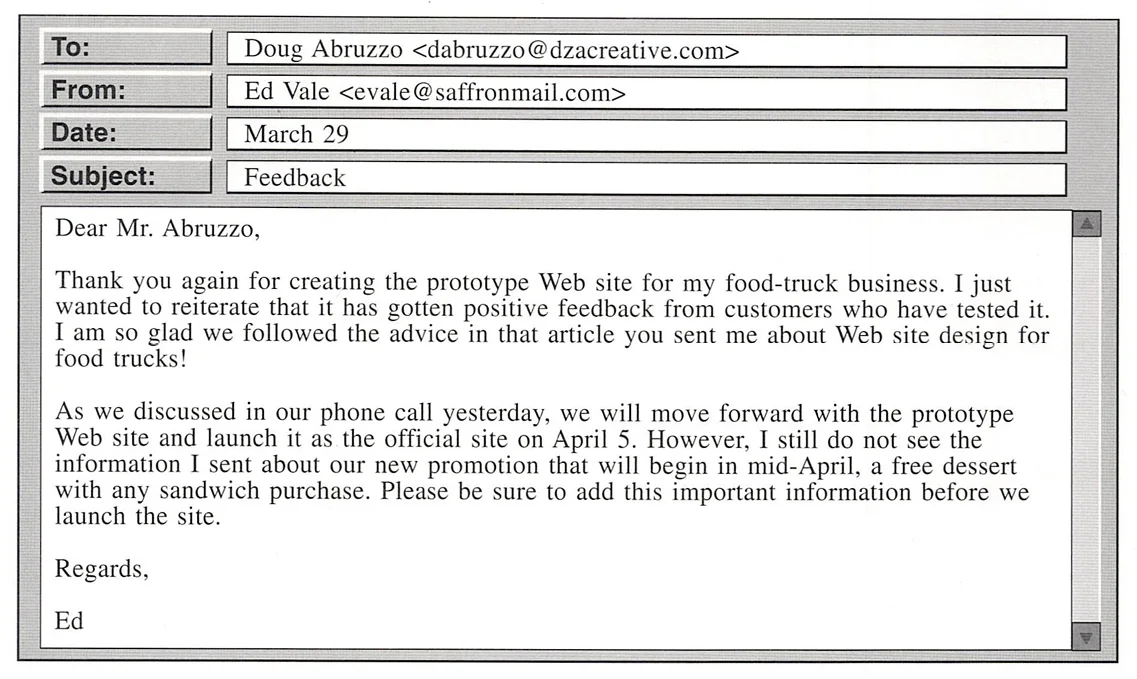 To: Doug Abruzzo <dabruzzo@dzacreative.com>
From: Ed Vale <evale@saffronmail.com>
Date: March 29
Subject: Feedback
Dear Mr. Abruzzo,
Thank you again for creating the prototype Web site for my food-truck business. I just
wanted to reiterate that it has gotten positive feedback from customers who have tested it.
I am so glad we followed the advice in that article you sent me about Web site design for
food trucks!
As we discussed in our phone call yesterday, we will move forward with the prototype
Web site and launch it as the official site on April 5. However, I still do not see the
information I sent about our new promotion that will begin in mid-April, a free dessert
with any sandwich purchase. Please be sure to add this important information before we
launch the site.
Regards,
Ed